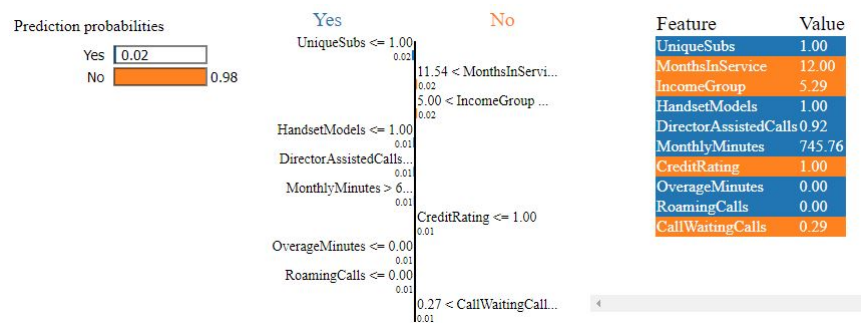 Prediction probabilities
Yes 0.02
No 0.98
Yes No
UniqueSubs <= 1.00
0.02
11.54 < MonthsInServi...
0.02
5.00 < IncomeGroup ...
0.02
HandsetModels <= 1.00
0.01
DirectorAssistedCalls...
0.01
MonthlyMinutes > 6...
0.01
CreditRating <= 1.00
0.01
OverageMinutes <= 0.00
0.01
RoamingCalls <= 0.00
0.01
0.27 < CallWaitingCall...
0.01
Feature Value
UniqueSubs 1.00
MonthsInService 12.00
IncomeGroup 5.29
HandsetModels 1.00
DirectorAssistedCalls 0.92
MonthlyMinutes 745.76
CreditRating 1.00
OverageMinutes 0.00
RoamingCalls 0.00
CallWaitingCalls 0.29